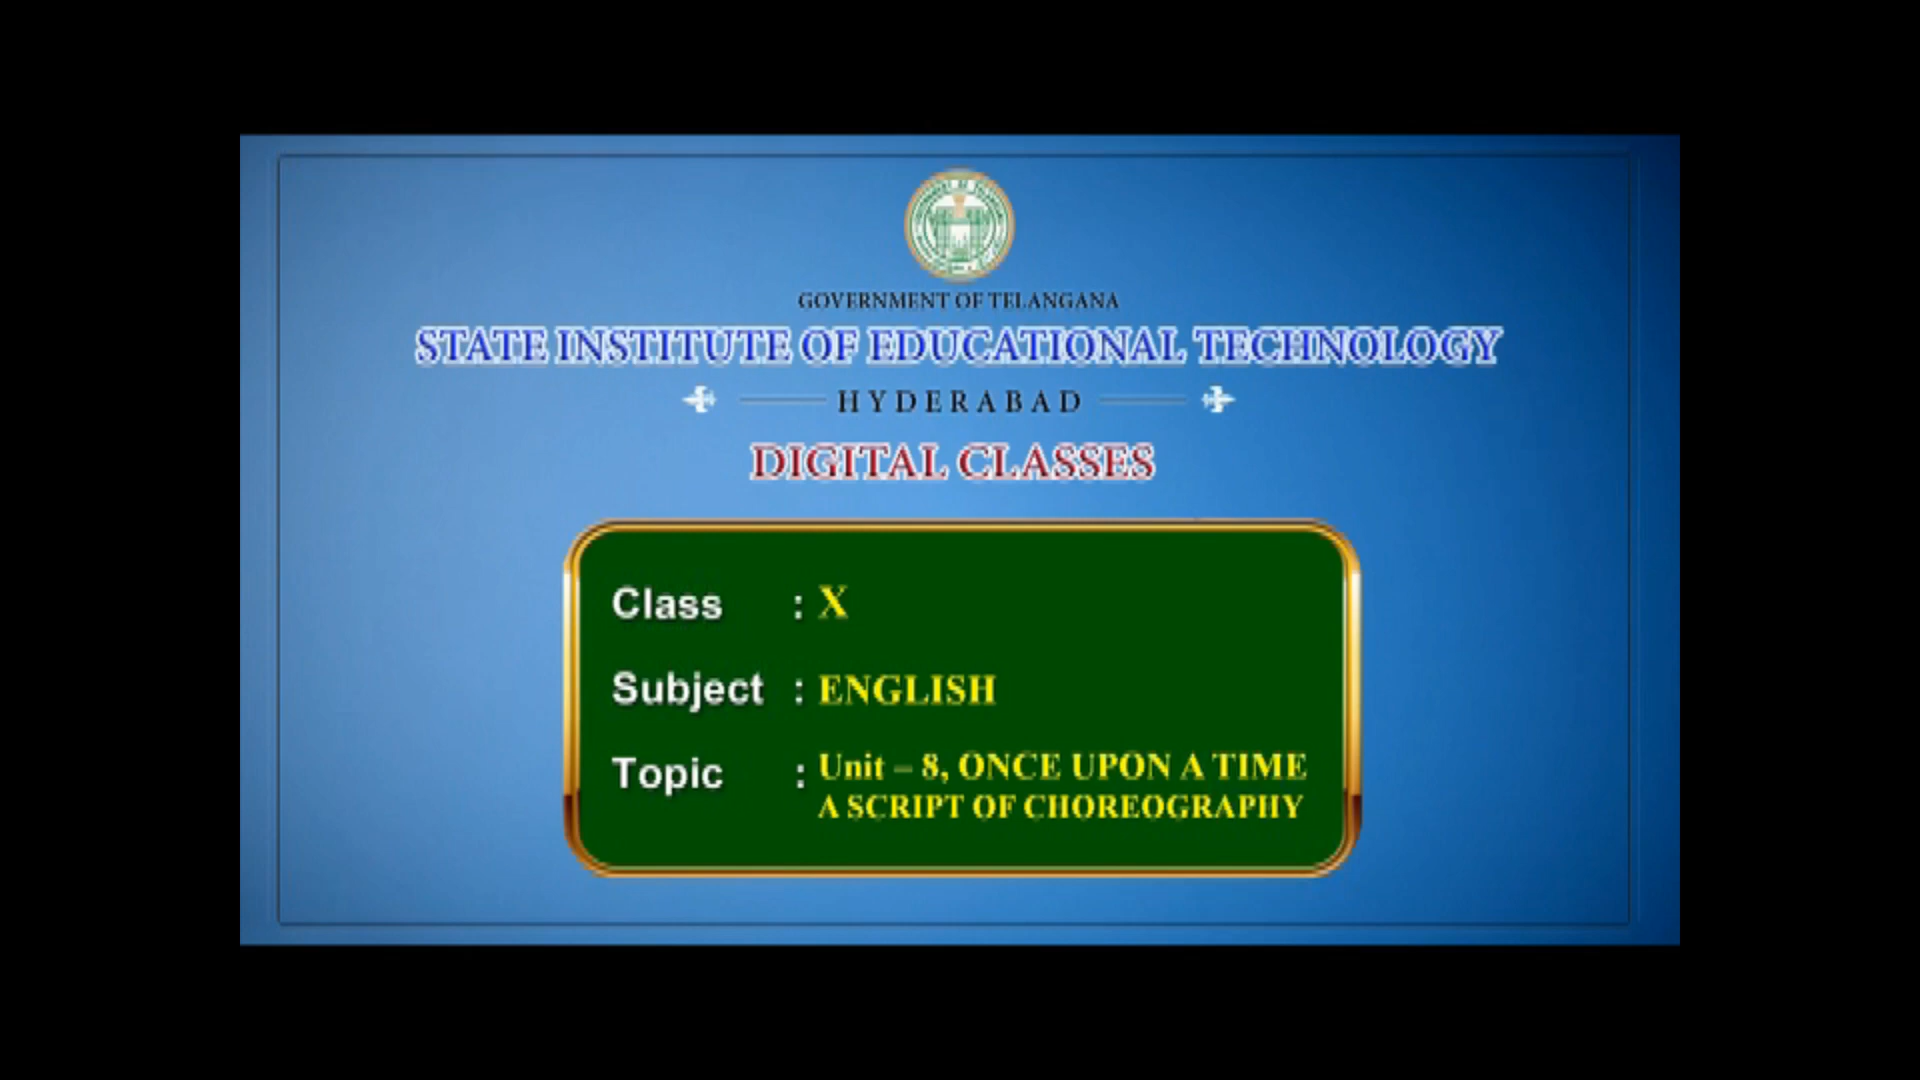 GOVERNMENT OF TELANGANA
STATE INSTITUTE OF EDUCATIONAL TECHNOLOGY
HYDERABAD
DIGITAL CLASSES
Class : X
Subject : ENGLISH
Topic : Unit – 8, ONCE UPON A TIME
A SCRIPT OF CHOREOGRAPHY